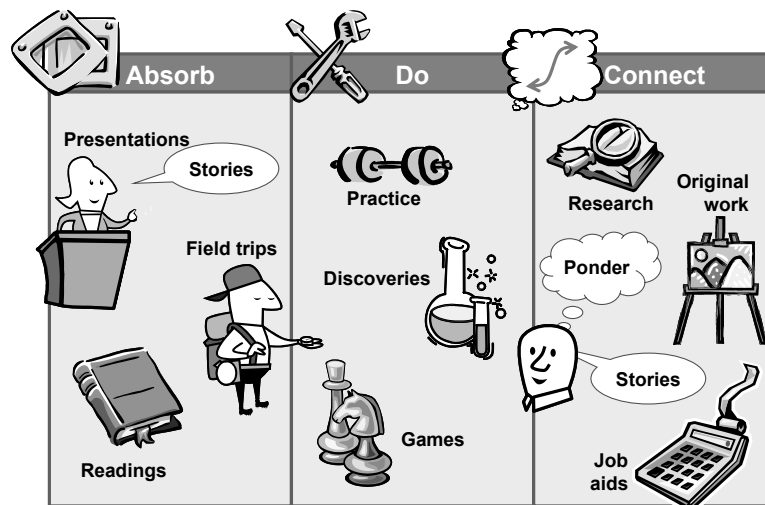 Absorb
Do
Connect
Presentations
Stories
Field trips
Readings
Practice
Discoveries
Games
Research
Original
work
Ponder
Stories
Job
aids